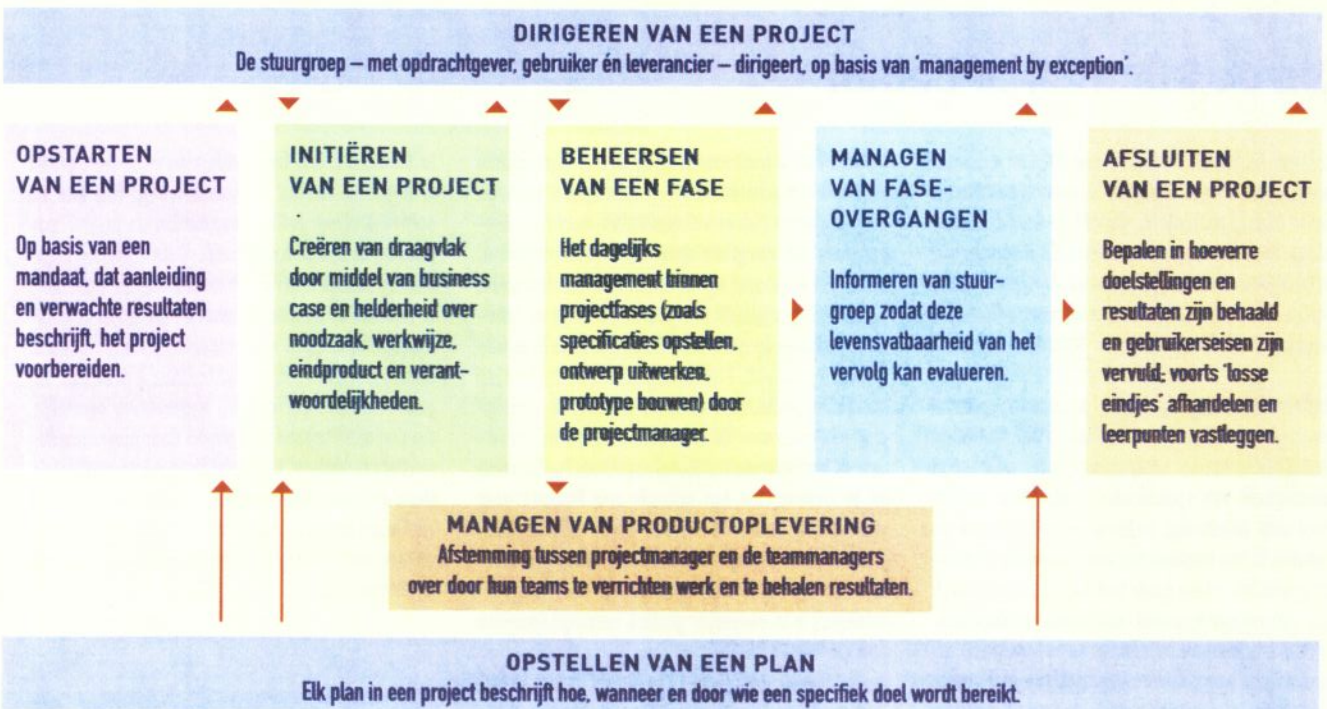 DIRIGEREN VAN EEN PROJECT
De stuurgroep – met opdrachtgever, gebruiker én leverancier – dirigeert, op basis van 'management by exception'.
OPSTARTEN
VAN EEN PROJECT
Op basis van een
mandaat, dat aanleiding
en verwachte resultaten
beschrijft, het project
voorbereiden.
INITIËREN
VAN EEN PROJECT
Creëren van draagvlak
door middel van business
case en helderheid over
noodzaak, werkwijze,
eindproduct en verant-
woordelijkheden.
BEHEERSEN
VAN EEN FASE
Het dagelijks
management binnen
projectfases (zoals
specificaties opstellen,
ontwerp uitwerken,
prototype bouwen) door
de projectmanager.
MANAGEN
VAN FASE-
OVERGANGEN
Informeren van stuur-
groep zodat deze
levensvatbaarheid van het
vervolg kan evalueren.
AFSLUITEN
VAN EEN PROJECT
Bepalen in hoeverre
doelstellingen en
resultaten zijn behaald
en gebruikerseisen zijn
vervuld; voorts 'losse
eindjes' afhandelen en
leerpunten vastleggen.
MANAGEN VAN PRODUCTOPLEVERING
Afstemming tussen projectmanager en de teammanagers
over door hun teams te verrichten werk en te behalen resultaten.
OPSTELLEN VAN EEN PLAN
Elk plan in een project beschrijft hoe, wanneer en door wie een specifiek doel wordt bereikt.